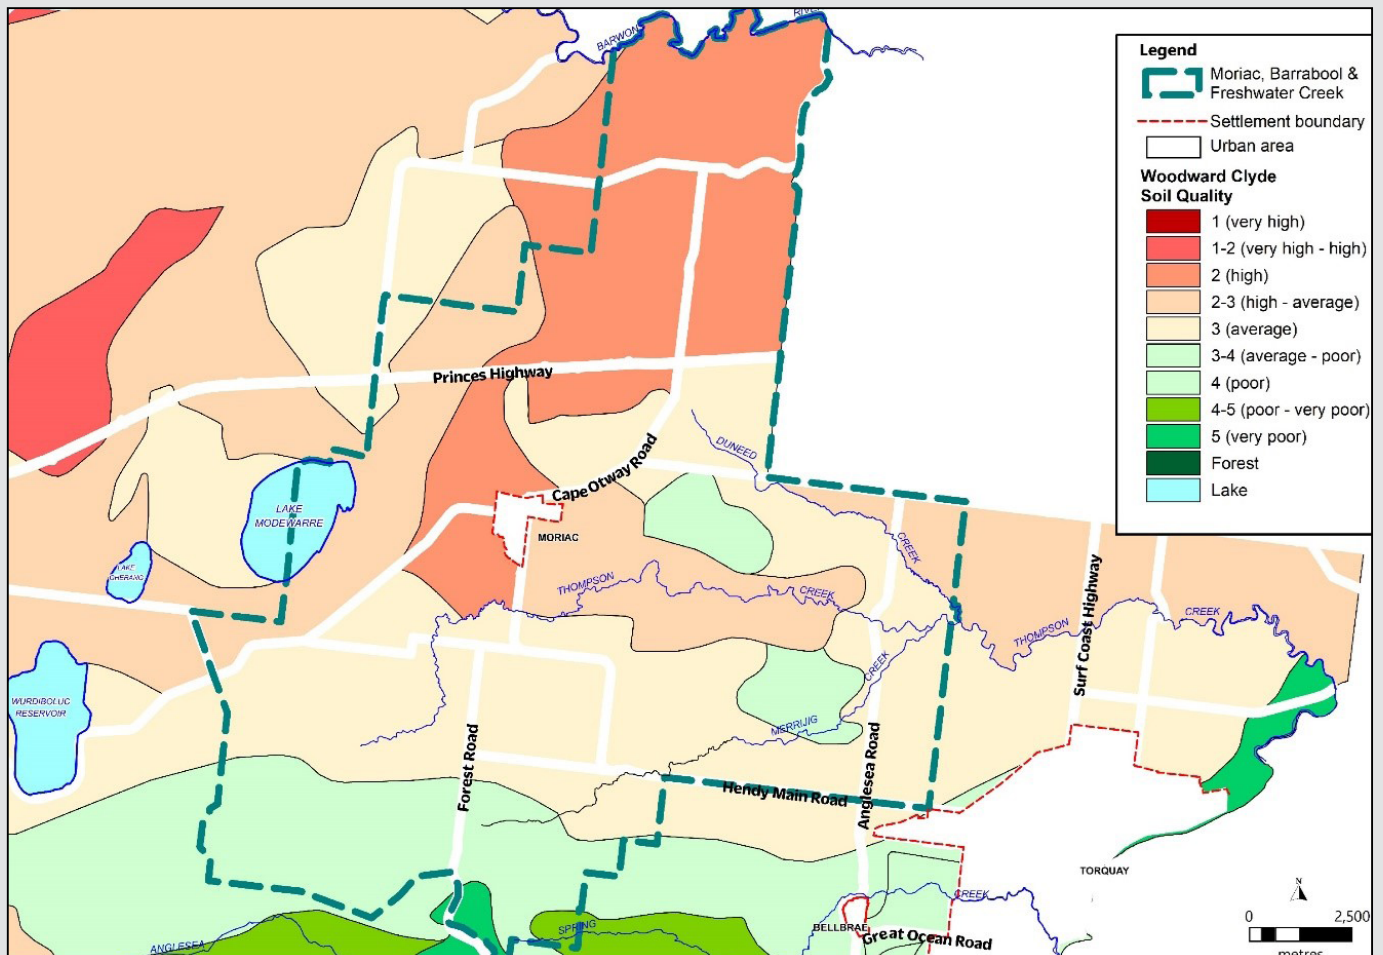 BARWON
RIVER
Legend
Moriac, Barrabool &
Freshwater Creek
Settlement boundary
Urban area
Woodward Clyde
Soil Quality
1 (very high)
1-2 (very high - high)
2 (high)
2-3 (high - average)
3 (average)
3-4 (average - poor)
4 (poor)
4-5 (poor - very poor)
5 (very poor)
Forest
Lake
Princes Highway
Cape Otway Road
DUNEED
CREEK
LAKE
MODEWARRE
MORIAC
LAKE
GHERANG
THOMPSON
CREEK
THOMPSON
CREEK
Surf Coast Highway
CREEK
MERRIJIG
WURDIBOLUC
RESERVOIR
Forest Road
Anglesea Road
Hendy Main Road
TORQUAY
CREEK
SPRING
BELLBRAE
Great Ocean Road
ANGLESEA
N
0 2,500
metres